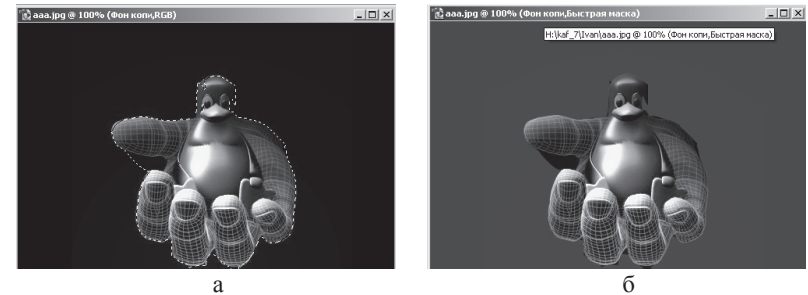 aaa.jpg @ 100% (Фон копи,RGB)
aaa.jpg @ 100% (Фон копи,Быстрая маска)
H:\kaf_7\Ivan\aaa.jpg @ 100% (Фон копи,Быстрая маска)
а
б